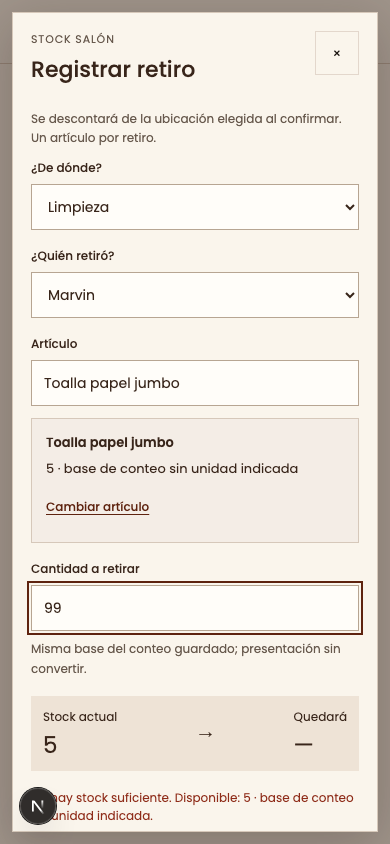 STOCK SALÓN
Registrar retiro
×
Se descontará de la ubicación elegida al confirmar.
Un artículo por retiro.
¿De dónde?
Limpieza
¿Quién retiró?
Marvin
Artículo
Toalla papel jumbo
Toalla papel jumbo
5 · base de conteo sin unidad indicada
Cambiar artículo
Cantidad a retirar
99
Misma base del conteo guardado; presentación sin
convertir.
Stock actual
→
Quedará
5
—
hay stock suficiente. Disponible: 5 · base de conteo
unidad indicada.
N